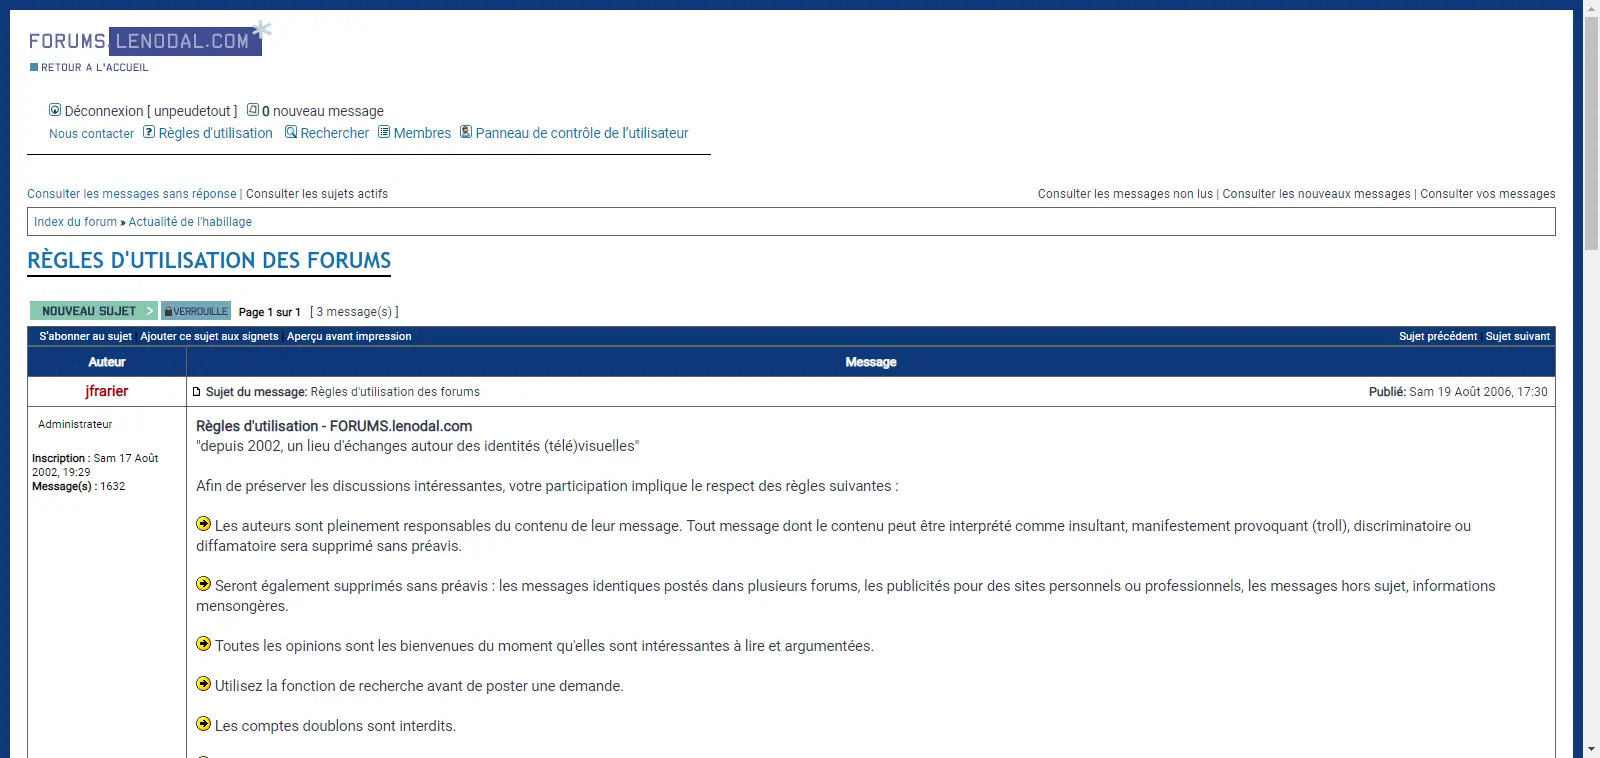 FORUMS.LENODAL.COM*
RETOUR A L'ACCUEIL
Déconnexion [ unpeudetout ] 0 nouveau message
Nous contacter Règles d'utilisation Rechercher Membres Panneau de contrôle de l’utilisateur
Consulter les messages sans réponse | Consulter les sujets actifs Consulter les messages non lus | Consulter les nouveaux messages | Consulter vos messages
Index du forum » Actualité de l'habillage
RÈGLES D'UTILISATION DES FORUMS
NOUVEAU SUJET > VERROUILLE Page 1 sur 1 [ 3 message(s) ]
S’abonner au sujet | Ajouter ce sujet aux signets | Aperçu avant impression Sujet précédent | Sujet suivant
Auteur Message
jfrarier Sujet du message: Règles d'utilisation des forums Publié: Sam 19 Août 2006, 17:30
Administrateur
Inscription : Sam 17 Août
2002, 19:29
Message(s) : 1632
Règles d'utilisation - FORUMS.lenodal.com
"depuis 2002, un lieu d'échanges autour des identités (télé)visuelles"
Afin de préserver les discussions intéressantes, votre participation implique le respect des règles suivantes :
Les auteurs sont pleinement responsables du contenu de leur message. Tout message dont le contenu peut être interprété comme insultant, manifestement provoquant (troll), discriminatoire ou
diffamatoire sera supprimé sans préavis.
Seront également supprimés sans préavis : les messages identiques postés dans plusieurs forums, les publicités pour des sites personnels ou professionnels, les messages hors sujet, informations
mensongères.
Toutes les opinions sont les bienvenues du moment qu'elles sont intéressantes à lire et argumentées.
Utilisez la fonction de recherche avant de poster une demande.
Les comptes doublons sont interdits.